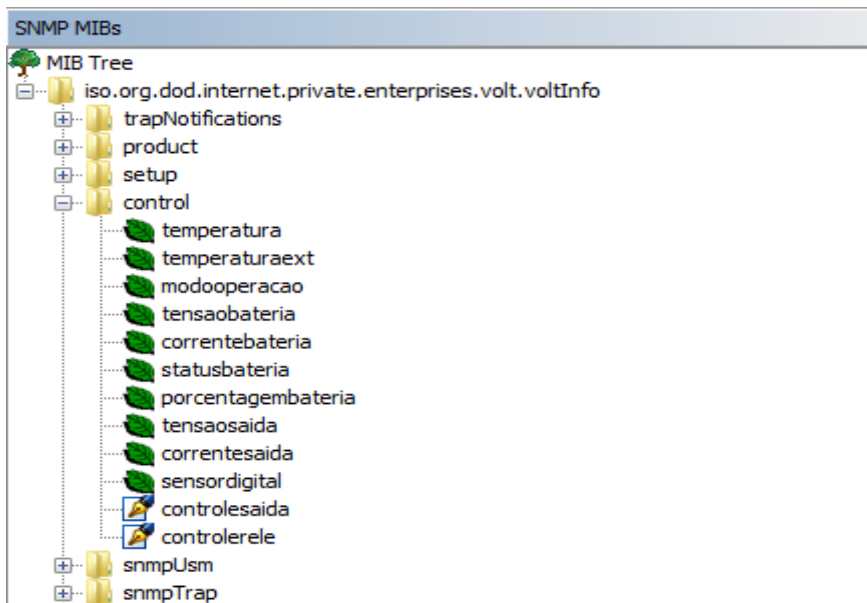 SNMP MIBs
MIB Tree
iso.org.dod.internet.private.enterprises.volt.voltInfo
trapNotifications
product
setup
control
temperatura
temperaturaext
modooperacao
tensaobateria
correntebateria
statusbateria
porcentagembateria
tensaosaida
correntesaida
sensordigital
controlesaida
controlerele
snmpUsm
snmpTrap